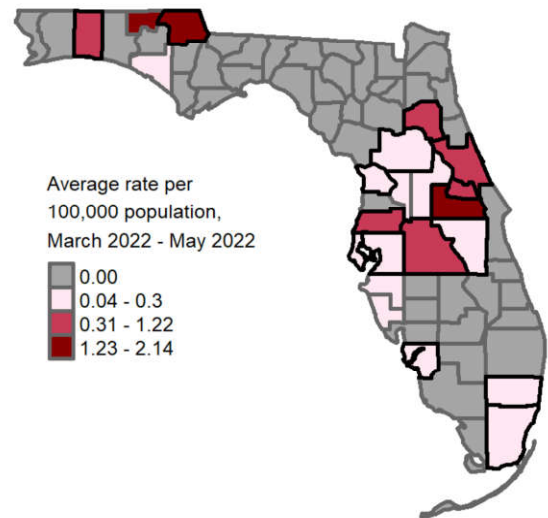 Average rate per
100,000 population,
March 2022 - May 2022
0.00
0.04 - 0.3
0.31 - 1.22
1.23 - 2.14